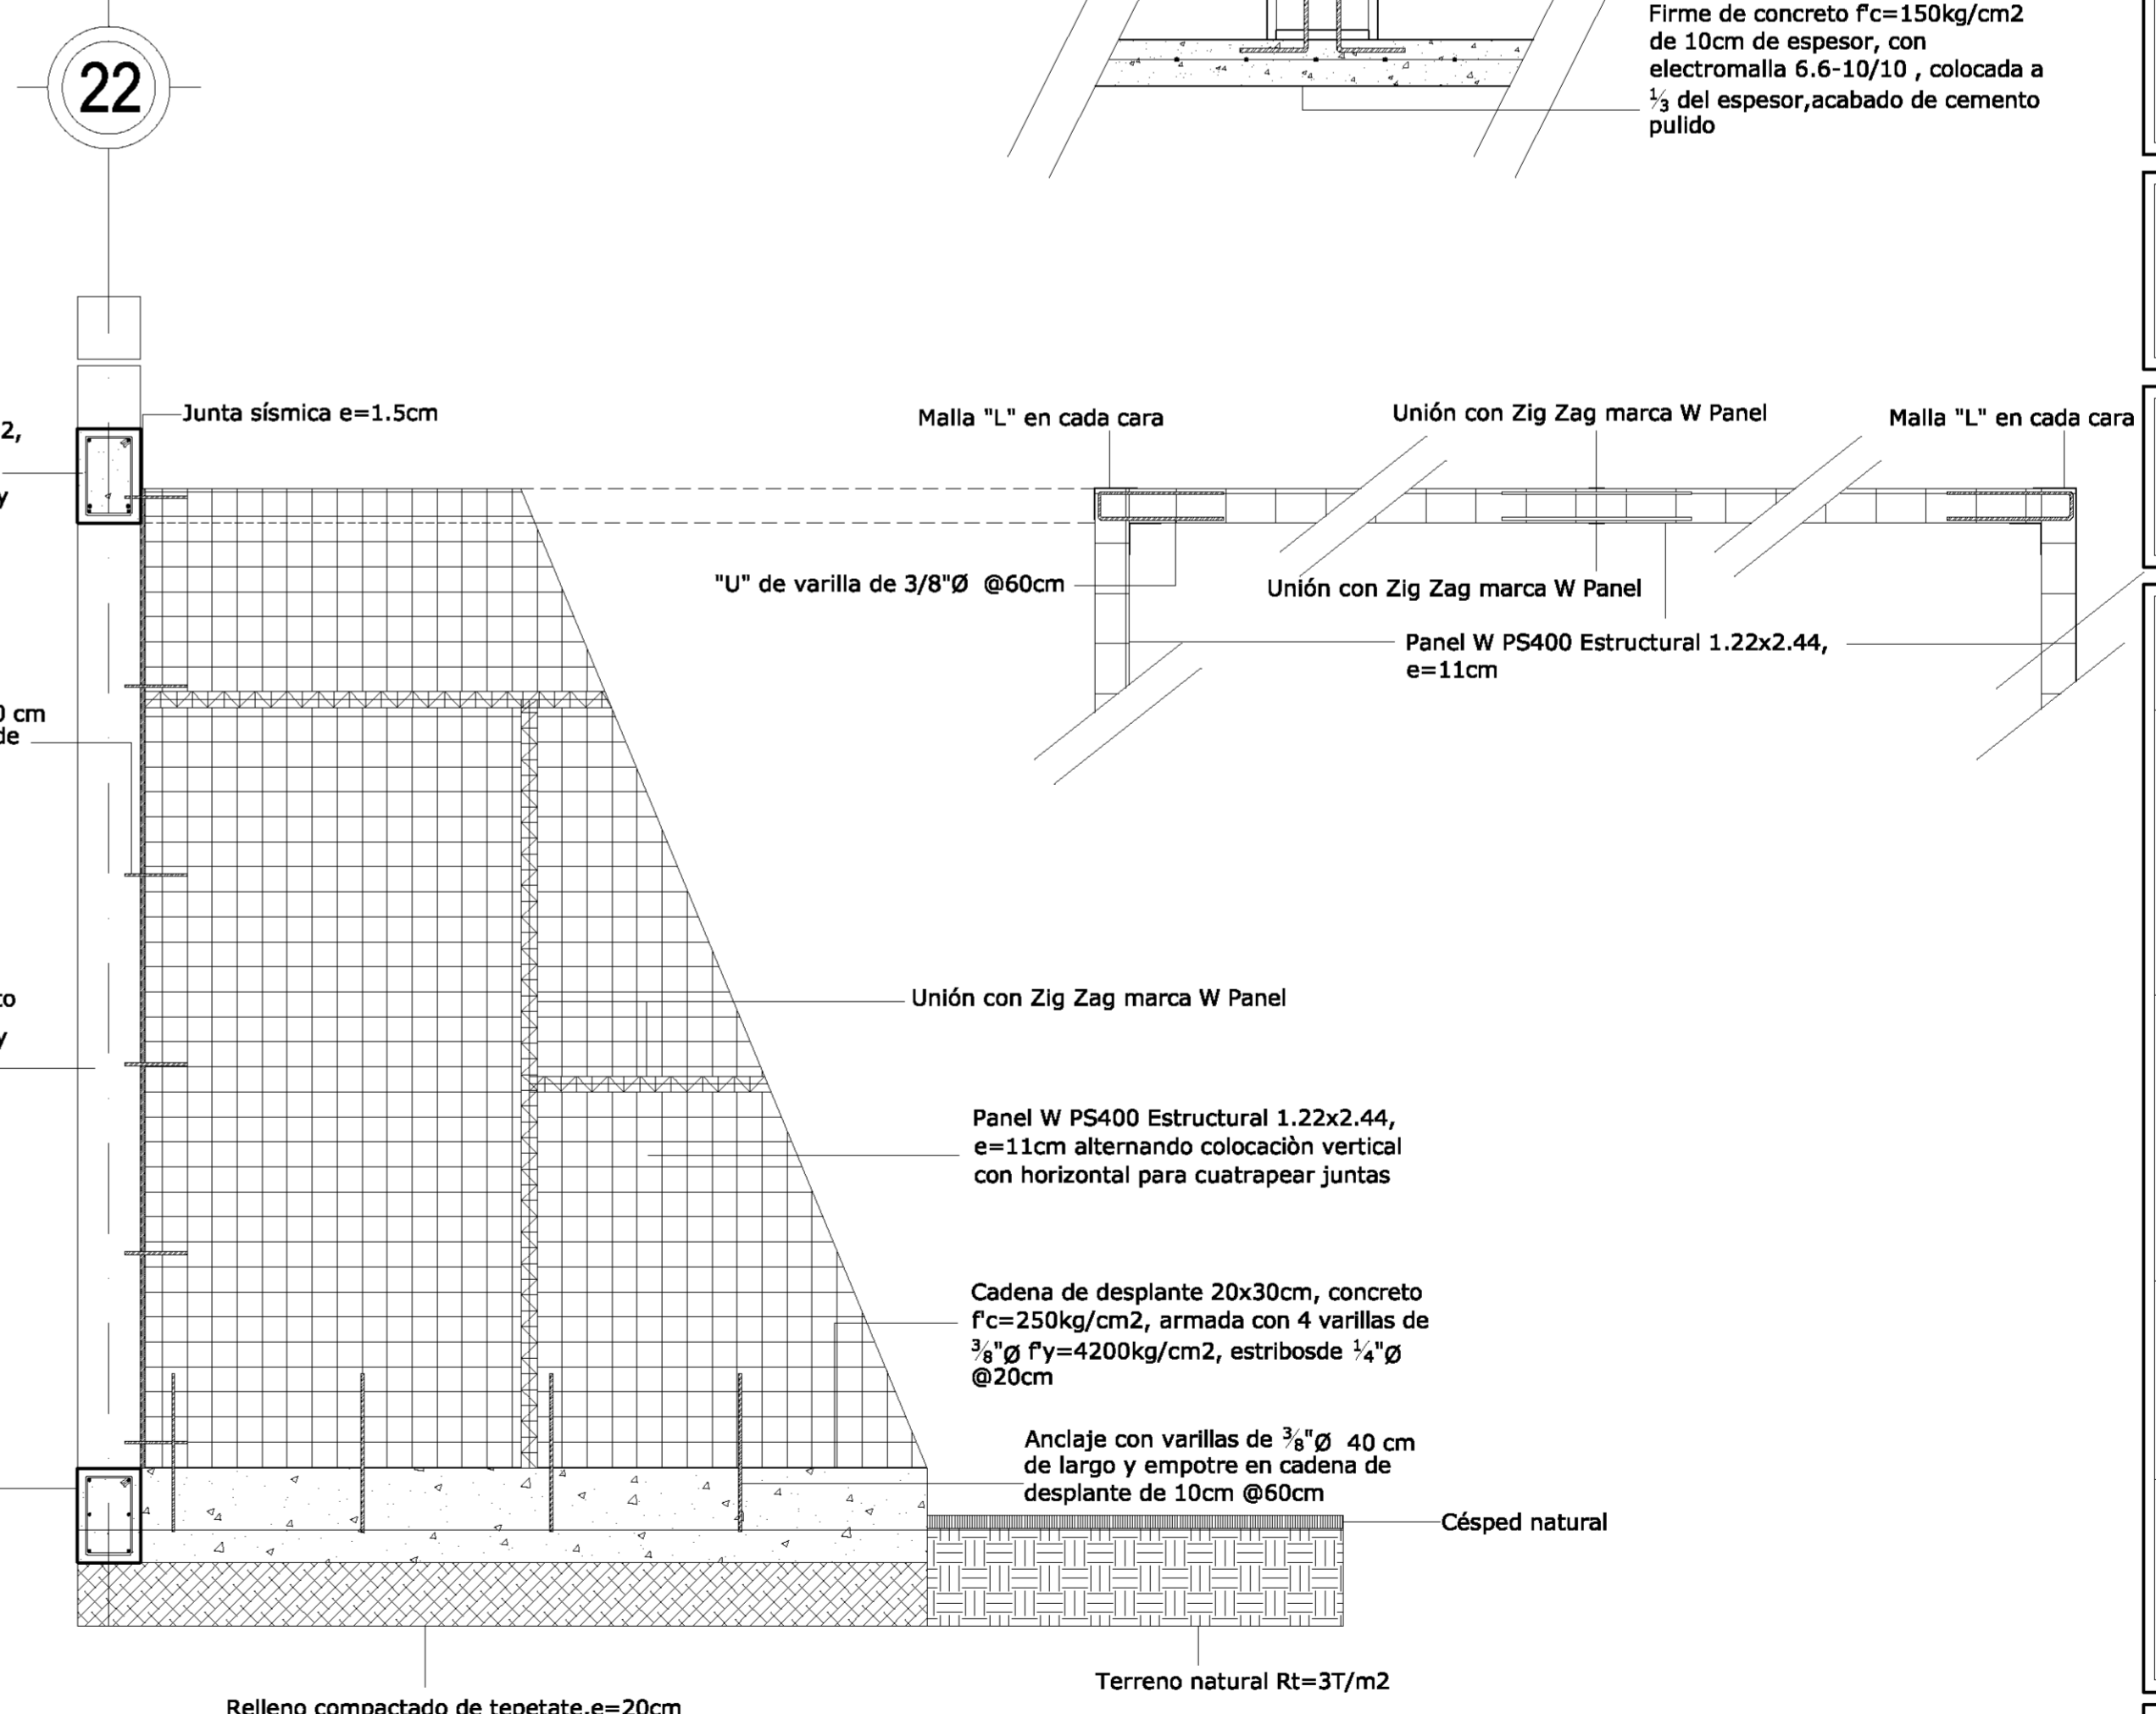 Firme de concreto f'c=150kg/cm2
de 10cm de espesor, con
electromalla 6.6-10/10 , colocada a
⅓ del espesor,acabado de cemento
pulido
22
Junta sísmica e=1.5cm
2,
y
Malla "L" en cada cara
Unión con Zig Zag marca W Panel
Malla "L" en cada cara
"U" de varilla de 3/8"Ø @60cm
Unión con Zig Zag marca W Panel
Panel W PS400 Estructural 1.22x2.44,
e=11cm
0 cm
de
Unión con Zig Zag marca W Panel
to
y
Panel W PS400 Estructural 1.22x2.44,
e=11cm alternando colocaciòn vertical
con horizontal para cuatrapear juntas
Cadena de desplante 20x30cm, concreto
f'c=250kg/cm2, armada con 4 varillas de
⅜"Ø f'y=4200kg/cm2, estribosde ¼"Ø
@20cm
Anclaje con varillas de ⅜"Ø 40 cm
de largo y empotre en cadena de
desplante de 10cm @60cm
Césped natural
Terreno natural Rt=3T/m2
Relleno compactado de tepetate,e=20cm